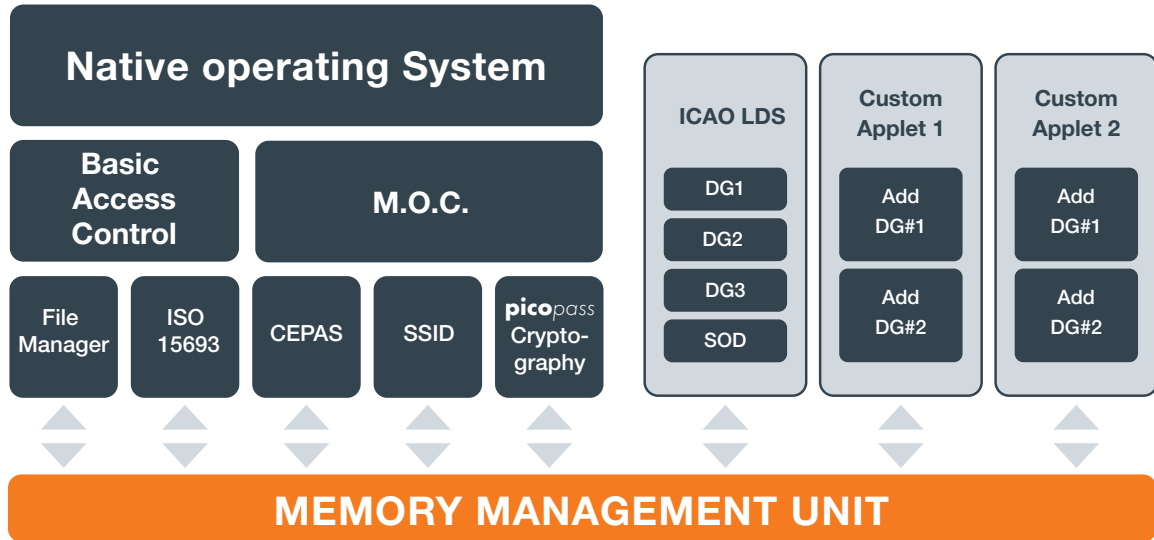 Native operating System
Basic
Access
Control
M.O.C.
File
Manager
ISO
15693
CEPAS
SSID
picopass
Crypto-
graphy
ICAO LDS
DG1
DG2
DG3
SOD
Custom
Applet 1
Add
DG#1
Add
DG#2
Custom
Applet 2
Add
DG#1
Add
DG#2
MEMORY MANAGEMENT UNIT